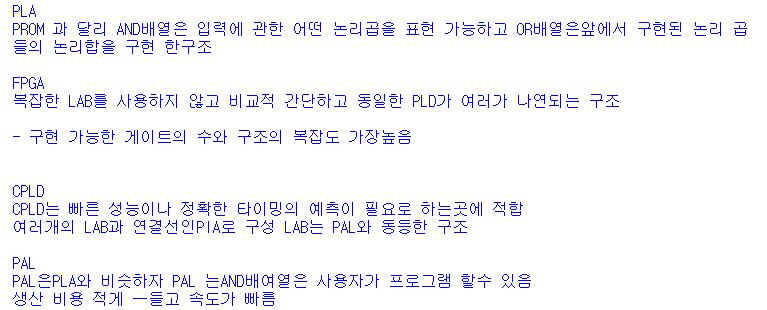 PLA
PROM 과 달리 AND배열은 입력에 관한 어떤 논리곱을 표현 가능하고 OR배열은앞에서 구현된 논리 곱
들의 논리합을 구현 한구조
FPGA
복잡한 LAB를 사용하지 않고 비교적 간단하고 동일한 PLD가 여러가 나연되는 구조
- 구현 가능한 게이트의 수와 구조의 복잡도 가장높음
CPLD
CPLD는 빠른 성능이나 정확한 타이밍의 예측이 필요로 하는곳에 적합
여러개의 LAB과 연결선인PIA로 구성 LAB는 PAL와 동등한 구조
PAL
PAL은PLA와 비슷하자 PAL 는AND배여열은 사용자가 프로그램 할수 있음
생산 비용 적게 ㅡ들고 속도가 빠름